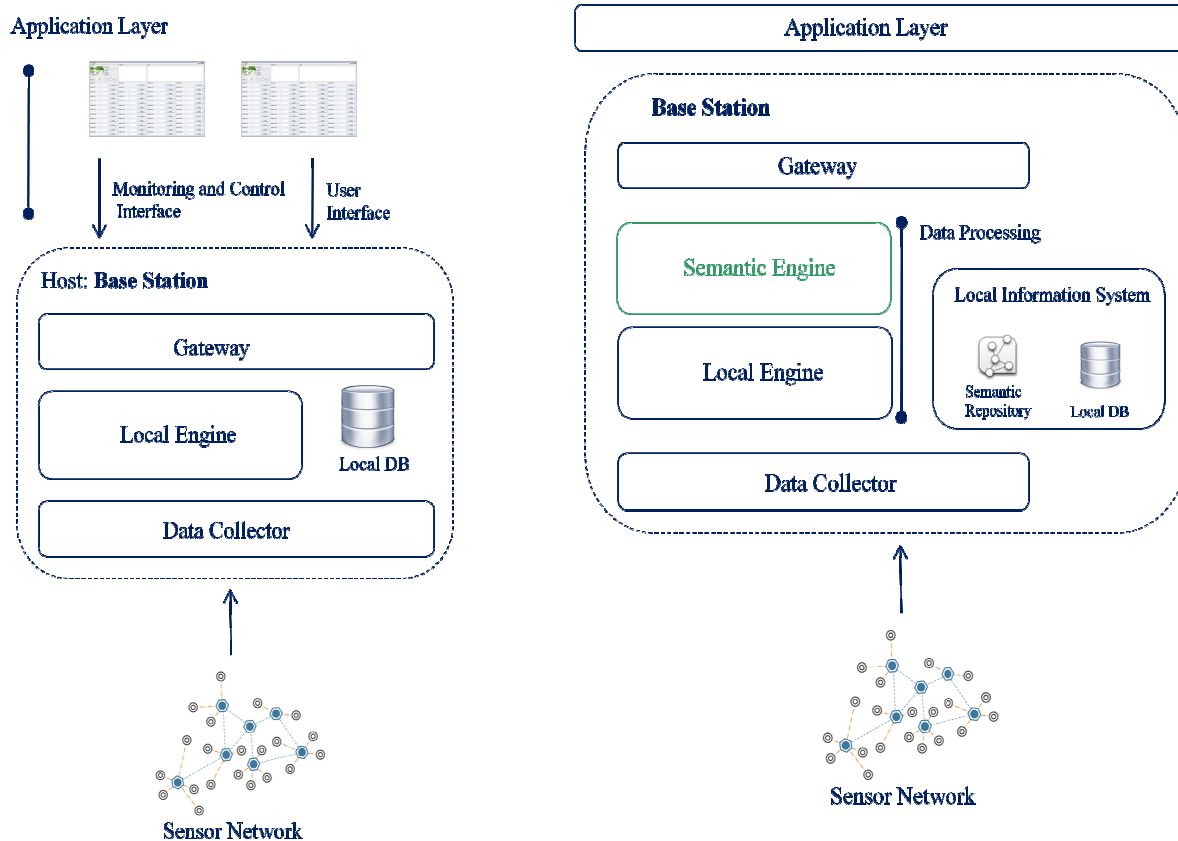 Application Layer
Monitoring and Control
Interface
User
Interface
Host: Base Station
Gateway
Local Engine
Local DB
Data Collector
Sensor Network
Application Layer
Base Station
Gateway
Semantic Engine
Data Processing
Local Information System
Local Engine
Semantic
Repository
Local DB
Data Collector
Sensor Network